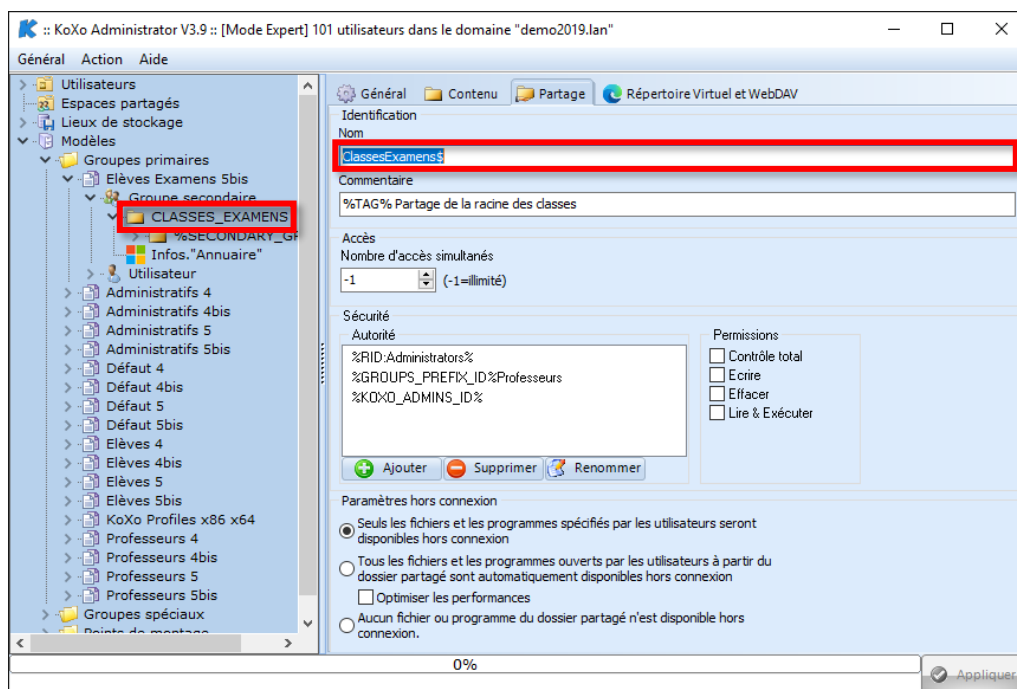 :: KoXo Administrator V3.9 :: [Mode Expert] 101 utilisateurs dans le domaine "demo2019.lan"
Général Action Aide
Utilisateurs
Espaces partagés
Lieux de stockage
Modèles
Groupes primaires
Elèves Examens 5bis
Groupe secondaire
CLASSES_EXAMENS
%SECONDARY_GR
Infos."Annuaire"
Utilisateur
Administratifs 4
Administratifs 4bis
Administratifs 5
Administratifs 5bis
Défaut 4
Défaut 4bis
Défaut 5
Défaut 5bis
Elèves 4
Elèves 4bis
Elèves 5
Elèves 5bis
KoXo Profiles x86 x64
Professeurs 4
Professeurs 4bis
Professeurs 5
Professeurs 5bis
Groupes spéciaux
Points de montage
Général Contenu Partage Répertoire Virtuel et WebDAV
Identification
Nom
ClassesExamens$
Commentaire
%TAG% Partage de la racine des classes
Accès
Nombre d'accès simultanés
-1 (-1=illimité)
Sécurité
Autorité
%RID:Administrators%
%GROUPS_PREFIX_ID%Professeurs
%KOXO_ADMINS_ID%
Ajouter Supprimer Renommer
Permissions
Contrôle total
Ecrire
Effacer
Lire & Exécuter
Paramètres hors connexion
Seuls les fichiers et les programmes spécifiés par les utilisateurs seront
disponibles hors connexion
Tous les fichiers et les programmes ouverts par les utilisateurs à partir du
dossier partagé sont automatiquement disponibles hors connexion
Optimiser les performances
Aucun fichier ou programme du dossier partagé n'est disponible hors
connexion.
0%
Appliquer